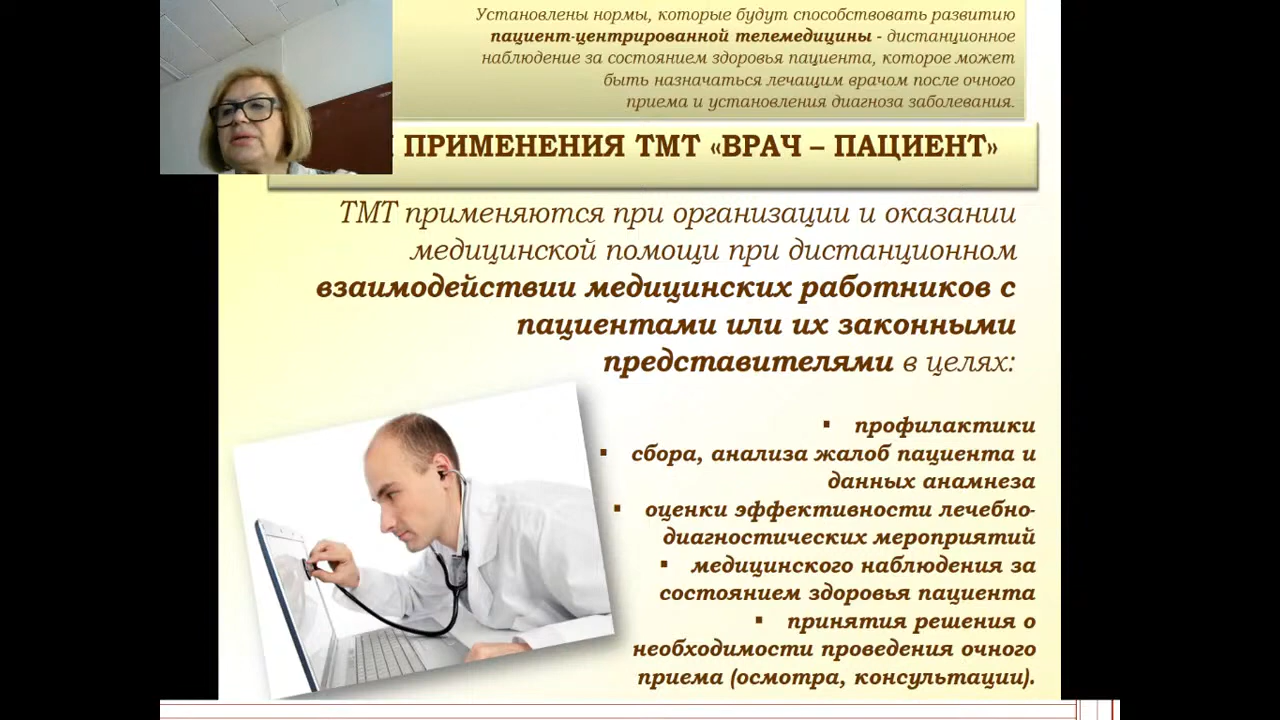 Установлены нормы, которые будут способствовать развитию
пациент-центрированной телемедицины - дистанционное
наблюдение за состоянием здоровья пациента, которое может
быть назначаться лечащим врачом после очного
приема и установления диагноза заболевания.
ПРИМЕНЕНИЯ ТМТ «ВРАЧ – ПАЦИЕНТ»
ТМТ применяются при организации и оказании
медицинской помощи при дистанционном
взаимодействии медицинских работников с
пациентами или их законными
представителями в целях:
▪ профилактики
▪ сбора, анализа жалоб пациента и
данных анамнеза
▪ оценки эффективности лечебно-
диагностических мероприятий
▪ медицинского наблюдения за
состоянием здоровья пациента
▪ принятия решения о
необходимости проведения очного
приема (осмотра, консультации).